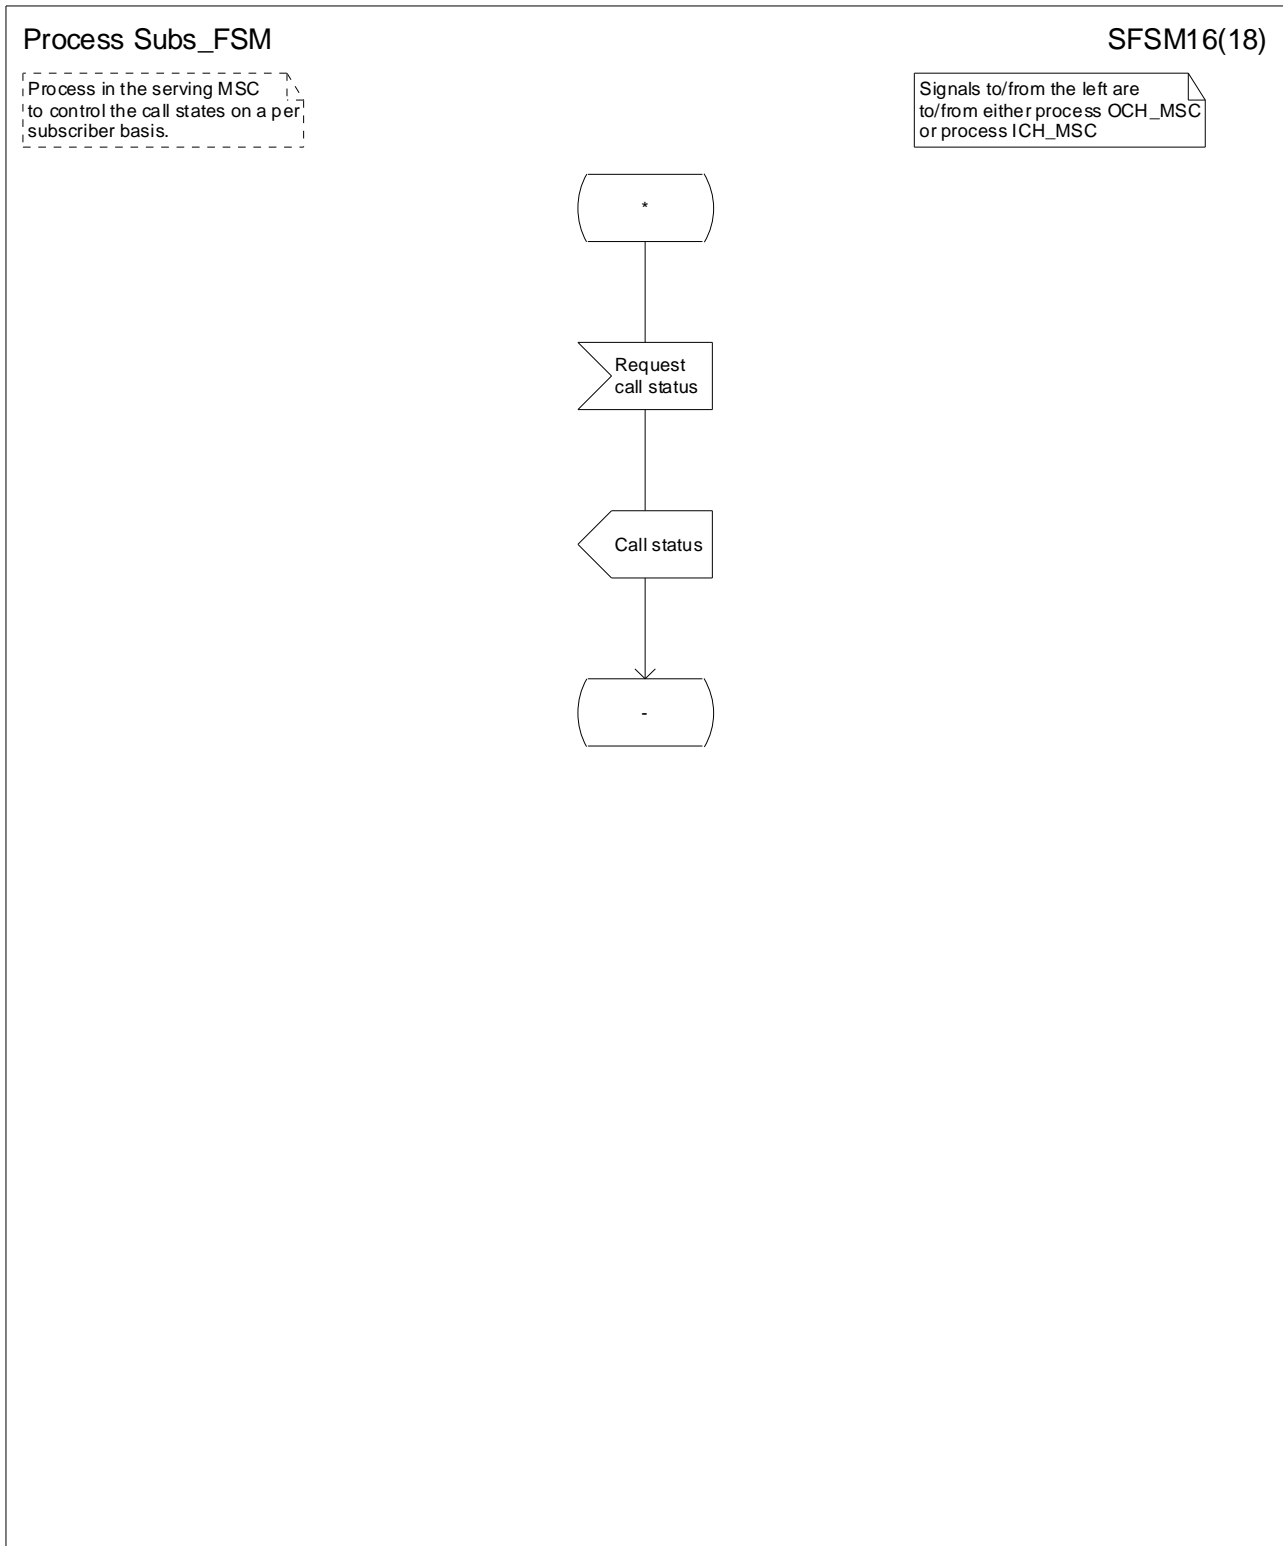 Process Subs_FSM
SFSM16(18)
Process in the serving MSC
to control the call states on a per
subscriber basis.
Signals to/from the left are
to/from either process OCH_MSC
or process ICH_MSC
*
Request
call status
Call status
-